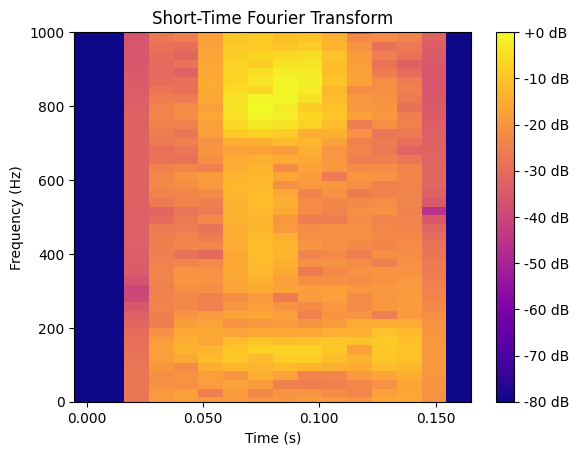 Short-Time Fourier Transform
Frequency (Hz)
1000
800
600
400
200
0
0.000 0.050 0.100 0.150
Time (s)
+0 dB
-10 dB
-20 dB
-30 dB
-40 dB
-50 dB
-60 dB
-70 dB
-80 dB